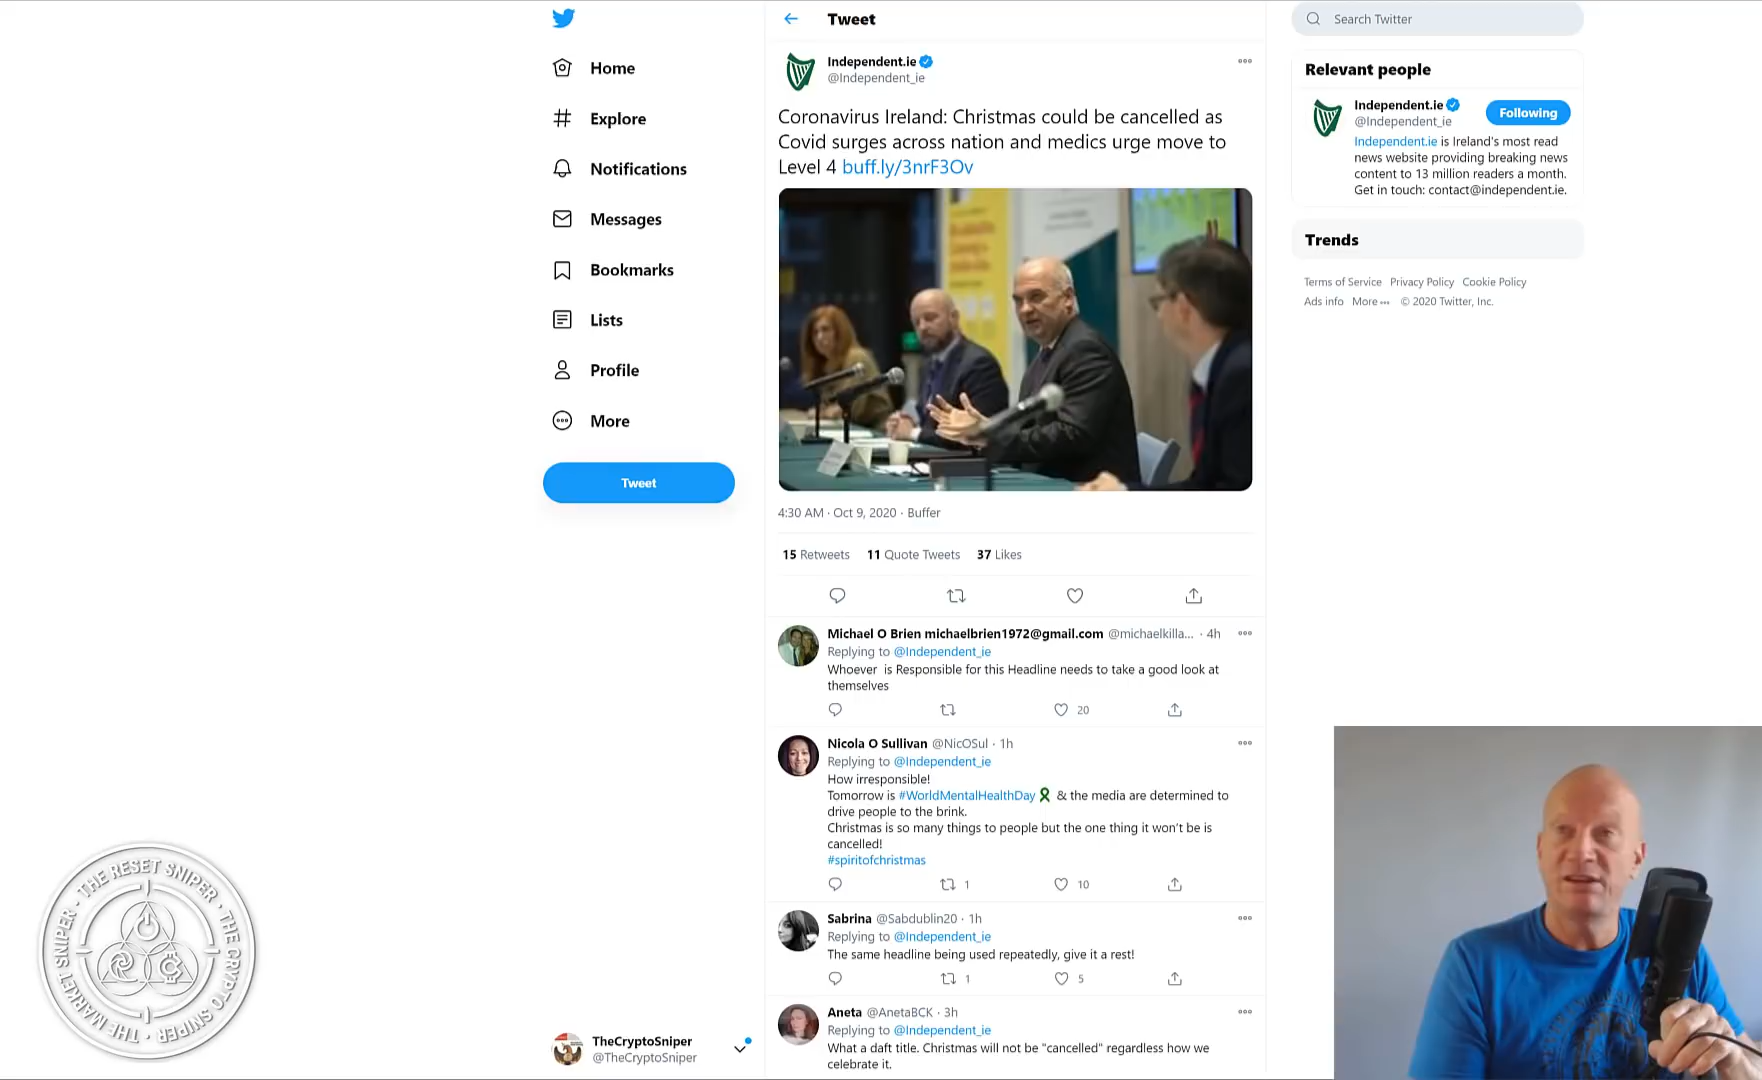 Home
Explore
Notifications
Messages
Bookmarks
Lists
Profile
More
Tweet
TheCryptoSniper
@TheCryptoSniper
Tweet
Independent.ie
@Independent_ie
Coronavirus Ireland: Christmas could be cancelled as
Covid surges across nation and medics urge move to
Level 4 buff.ly/3nrF3Ov
4:30 AM · Oct 9, 2020 · Buffer
15 Retweets 11 Quote Tweets 37 Likes
Michael O Brien michaelbrien1972@gmail.com @michaelkilla... · 4h
Replying to @Independent_ie
Whoever is Responsible for this Headline needs to take a good look at
themselves
20
Nicola O Sullivan @NicOSul · 1h
Replying to @Independent_ie
How irresponsible!
Tomorrow is #WorldMentalHealthDay & the media are determined to
drive people to the brink.
Christmas is so many things to people but the one thing it won't be is
cancelled!
#spiritofchristmas
1 10
Sabrina @Sabdublin20 · 1h
Replying to @Independent_ie
The same headline being used repeatedly, give it a rest!
1 5
Aneta @AnetaBCK · 3h
Replying to @Independent_ie
What a daft title. Christmas will not be "cancelled" regardless how we
celebrate it.
Search Twitter
Relevant people
Independent.ie
@Independent_ie
Following
Independent.ie is Ireland's most read
news website providing breaking news
content to 13 million readers a month.
Get in touch: contact@independent.ie.
Trends
Terms of Service Privacy Policy Cookie Policy
Ads info More © 2020 Twitter, Inc.
THE RESET SNIPER · THE CRYPTO SNIPER · THE MARKET SNIPER ·